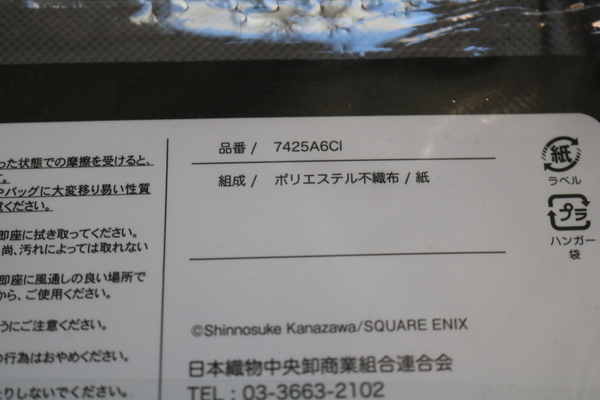 った状態での摩擦を受けると、
す。
やバッグに大変移り易い性質
意ください。
即座に拭き取ってください。
尚、汚れによっては取れない
即座に風通しの良い場所で
から、ご使用ください。
ようにご注意ください。
の行為はおやめください。
たりしないでください。
品番 / 7425A6CI
組成 / ポリエステル不織布 / 紙
©Shinnosuke Kanazawa/SQUARE ENIX
日本織物中央卸商業組合連合会
TEL : 03-3663-2102
紙
ラベル
プラ
ハンガー
袋